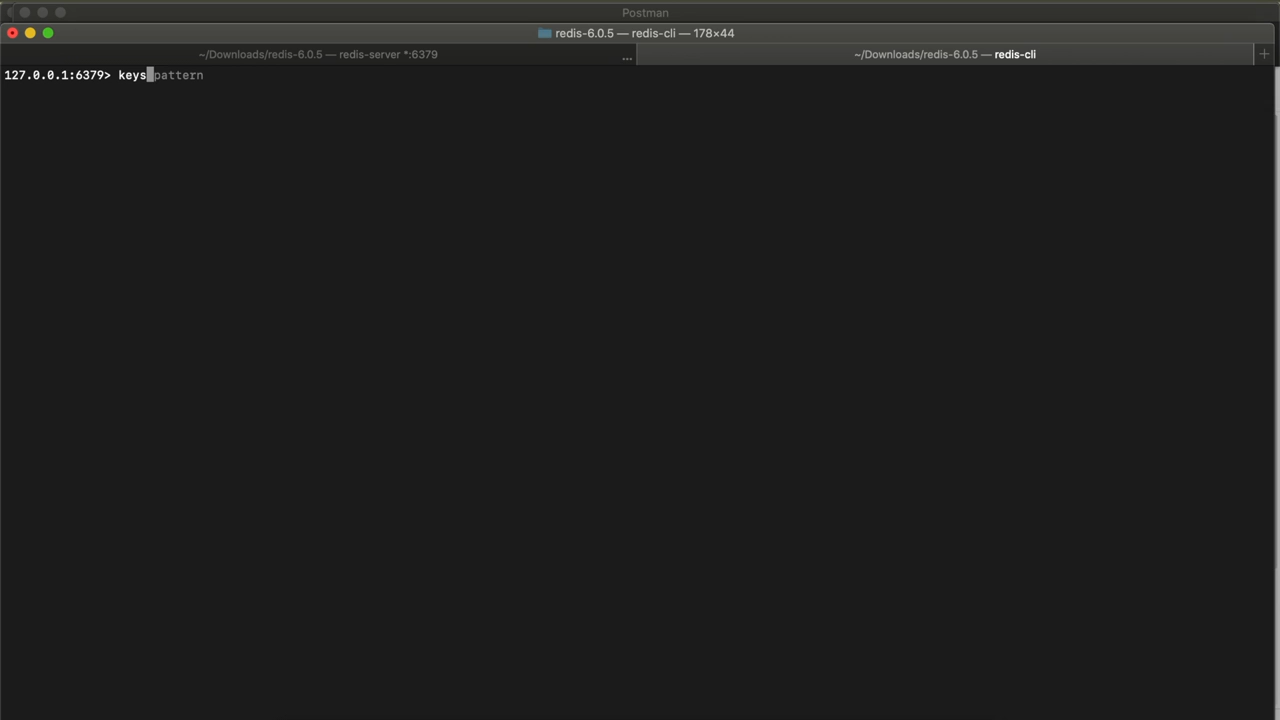 Postman
redis-6.0.5 — redis-cli — 178×44
~/Downloads/redis-6.0.5 — redis-server *:6379 ...
~/Downloads/redis-6.0.5 — redis-cli +
127.0.0.1:6379> keys pattern